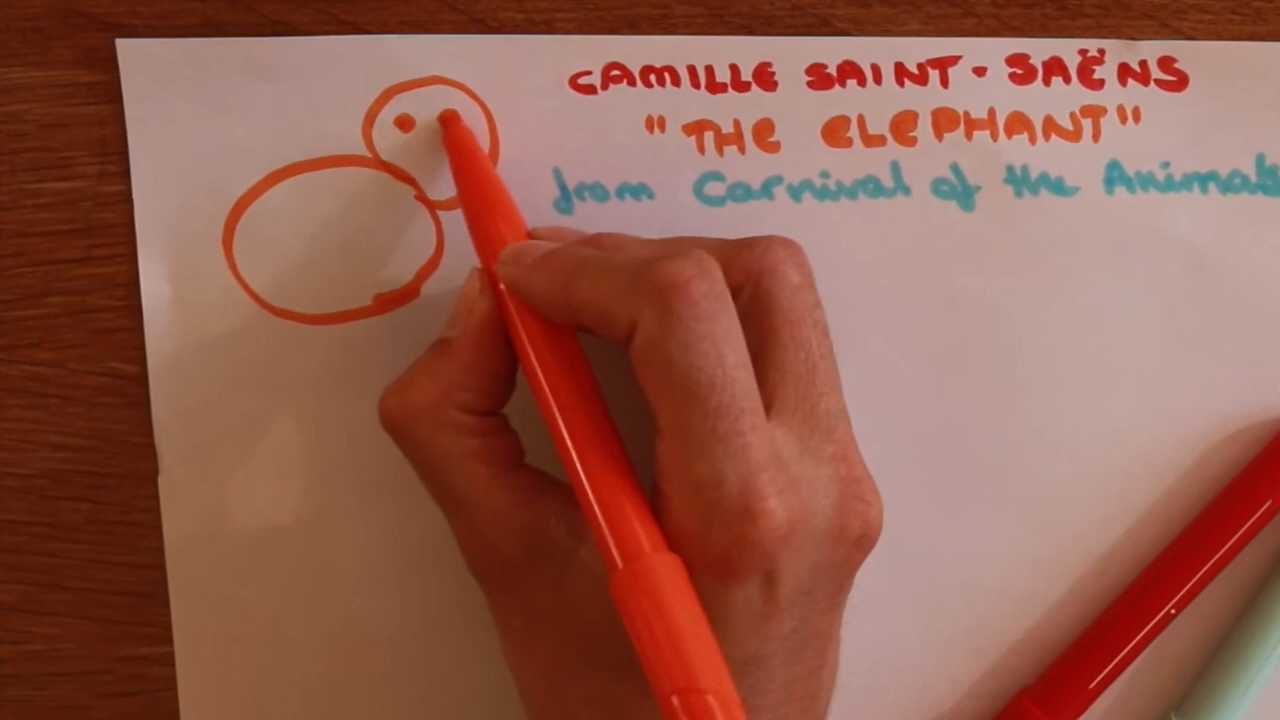 CAMILLE SAINT-SAËNS
"THE ELEPHANT"
from Carnival of the Animals